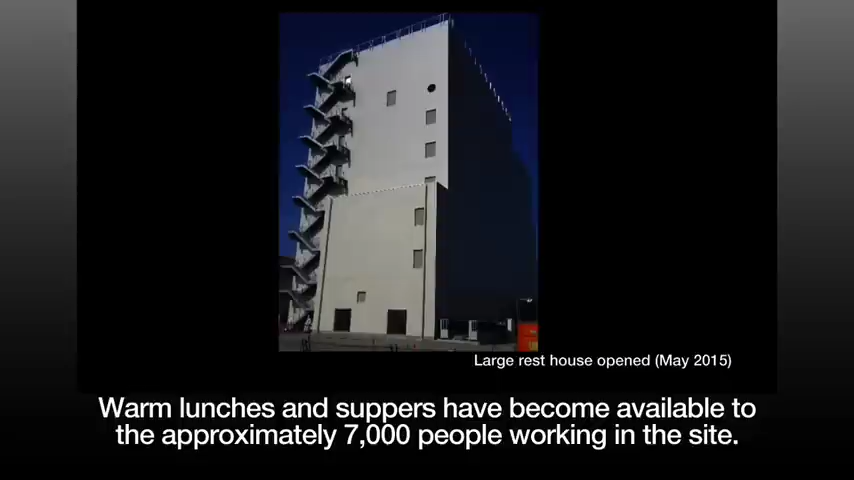 Large rest house opened (May 2015)
Warm lunches and suppers have become available to
the approximately 7,000 people working in the site.